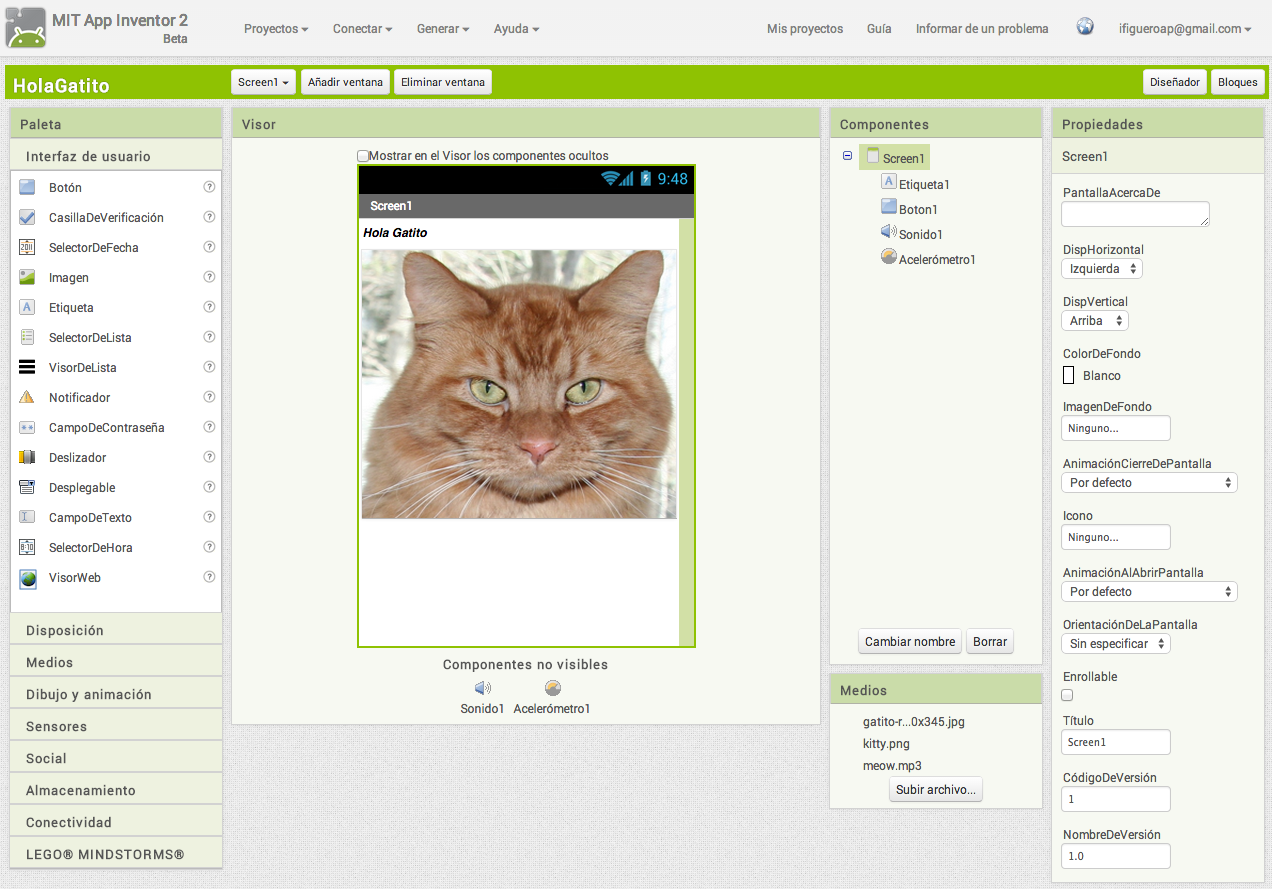 MIT App Inventor 2
Beta
Proyectos Conectar Generar Ayuda Mis proyectos Guía Informar de un problema ifigueroap@gmail.com
HolaGatito Screen1 Añadir ventana Eliminar ventana Diseñador Bloques
Paleta
Interfaz de usuario
Botón ?
CasillaDeVerificación ?
SelectorDeFecha ?
Imagen ?
Etiqueta ?
SelectorDeLista ?
VisorDeLista ?
Notificador ?
CampoDeContraseña ?
Deslizador ?
Desplegable ?
CampoDeTexto ?
SelectorDeHora ?
VisorWeb ?
Disposición
Medios
Dibujo y animación
Sensores
Social
Almacenamiento
Conectividad
LEGO® MINDSTORMS®
Visor
Mostrar en el Visor los componentes ocultos
9:48
Screen1
Hola Gatito
Componentes no visibles
Sonido1 Acelerómetro1
Componentes
Screen1
Etiqueta1
Boton1
Sonido1
Acelerómetro1
Cambiar nombre Borrar
Medios
gatito-r...0x345.jpg
kitty.png
meow.mp3
Subir archivo...
Propiedades
Screen1
PantallaAcercaDe
DispHorizontal
Izquierda
DispVertical
Arriba
ColorDeFondo
Blanco
ImagenDeFondo
Ninguno...
AnimaciónCierreDePantalla
Por defecto
Icono
Ninguno...
AnimaciónAlAbrirPantalla
Por defecto
OrientaciónDeLaPantalla
Sin especificar
Enrollable
Título
Screen1
CódigoDeVersión
1
NombreDeVersión
1.0